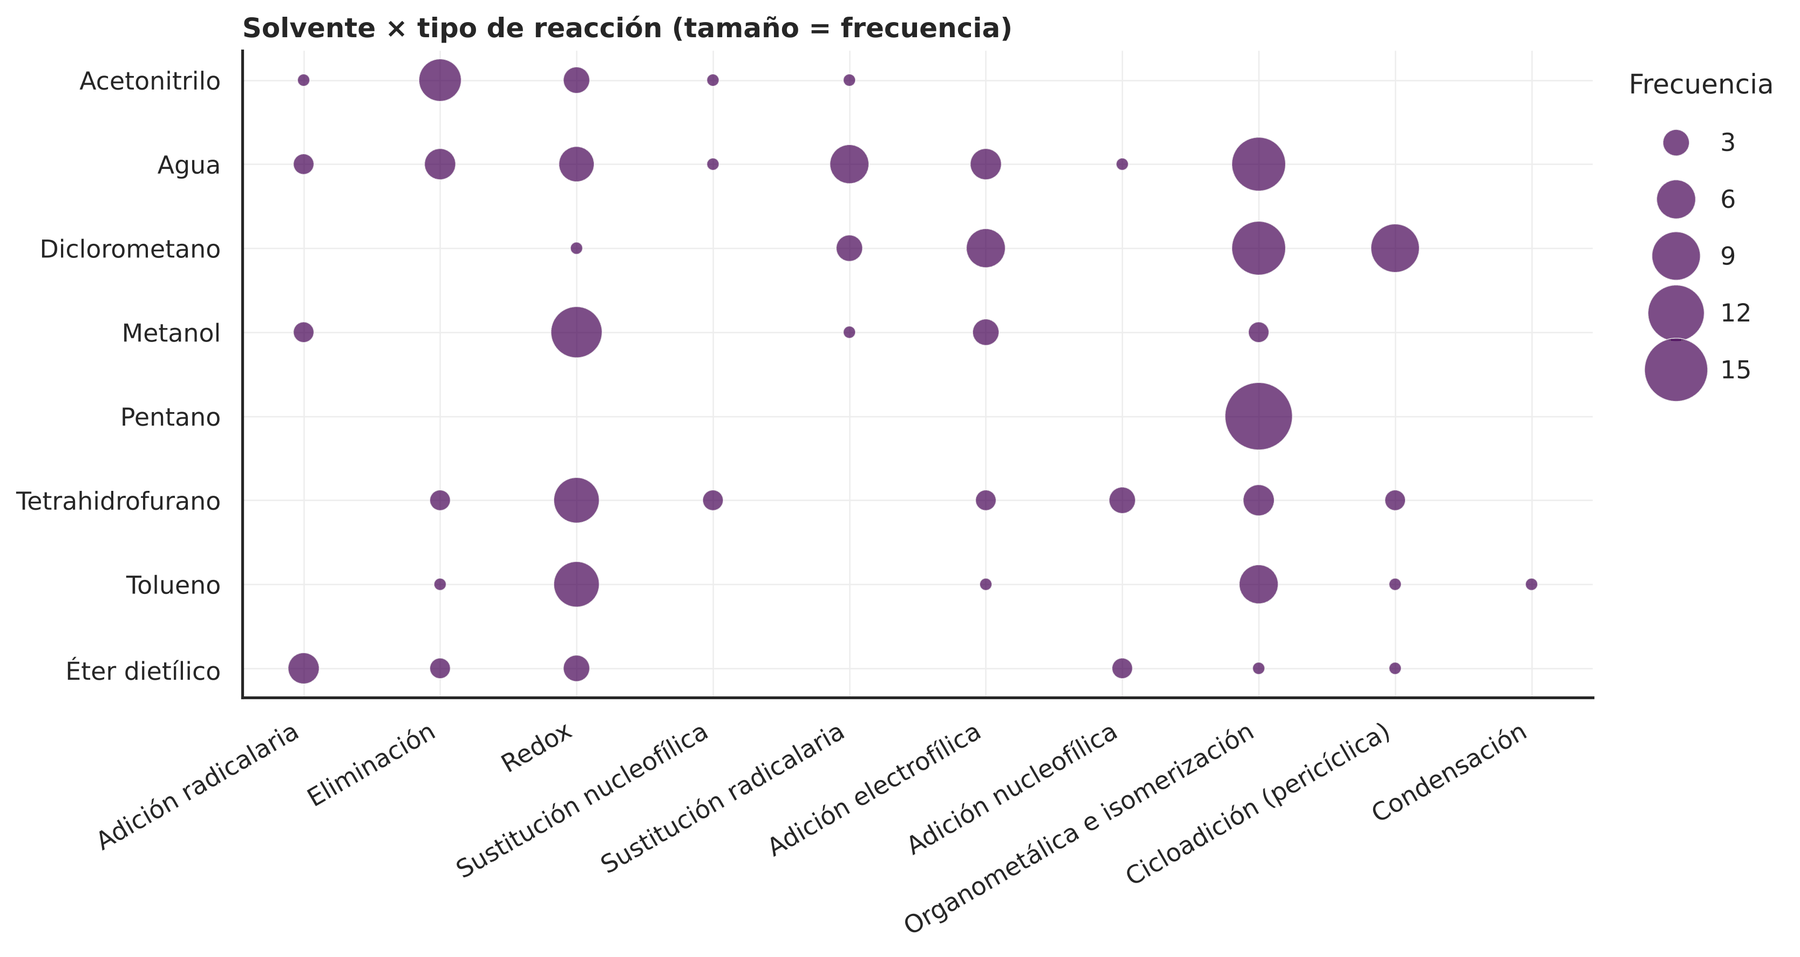 Solvente × tipo de reacción (tamaño = frecuencia)
Acetonitrilo
Agua
Diclorometano
Metanol
Pentano
Tetrahidrofurano
Tolueno
Éter dietílico
Adición radicalaria
Eliminación
Redox
Sustitución nucleofílica
Sustitución radicalaria
Adición electrofílica
Adición nucleofílica
Organometálica e isomerización
Cicloadición (pericíclica)
Condensación
Frecuencia
3
6
9
12
15